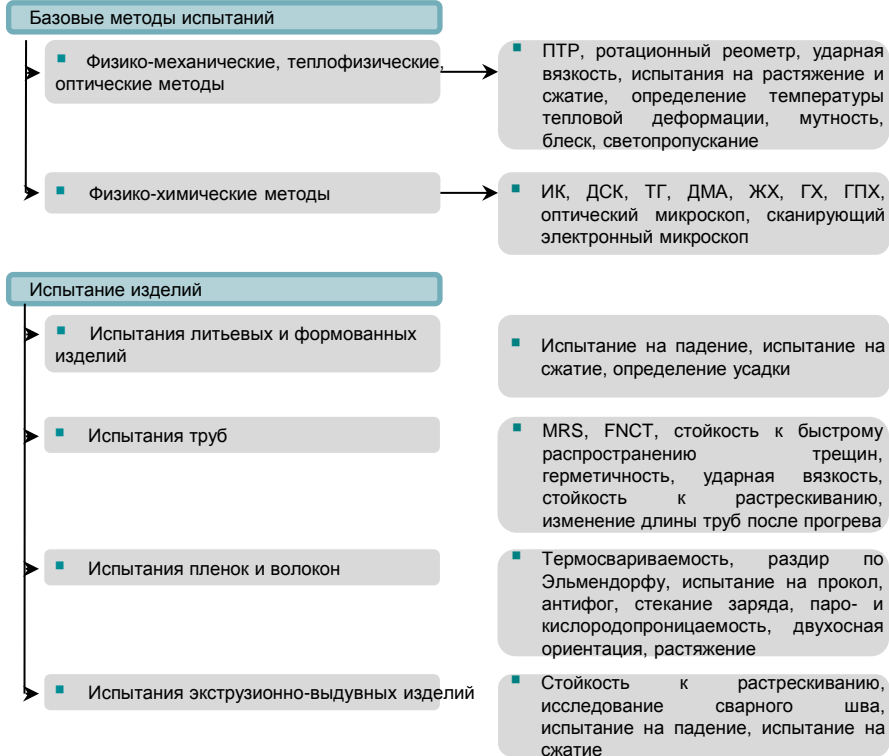 Базовые методы испытаний
Физико-механические, теплофизические,
оптические методы
ПТР, ротационный реометр, ударная
вязкость, испытания на растяжение и
сжатие, определение температуры
тепловой деформации, мутность,
блеск, светопропускание
Физико-химические методы
ИК, ДСК, ТГ, ДМА, ЖХ, ГХ, ГПХ,
оптический микроскоп, сканирующий
электронный микроскоп
Испытание изделий
Испытания литьевых и формованных
изделий
Испытание на падение, испытание на
сжатие, определение усадки
Испытания труб
MRS, FNCT, стойкость к быстрому
распространению трещин,
герметичность, ударная вязкость,
стойкость к растрескиванию,
изменение длины труб после прогрева
Испытания пленок и волокон
Термосвариваемость, раздир по
Эльмендорфу, испытание на прокол,
антифог, стекание заряда, паро- и
кислородопроницаемость, двухосная
ориентация, растяжение
Испытания экструзионно-выдувных изделий
Стойкость к растрескиванию,
исследование сварного шва,
испытание на падение, испытание на
сжатие